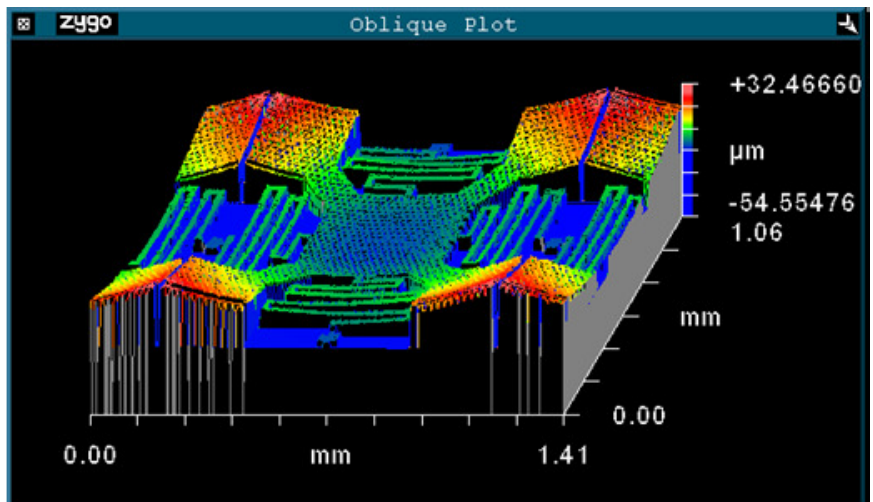 zygo Oblique Plot
+32.46660
µm
-54.55476
1.06
mm
0.00
0.00 mm 1.41